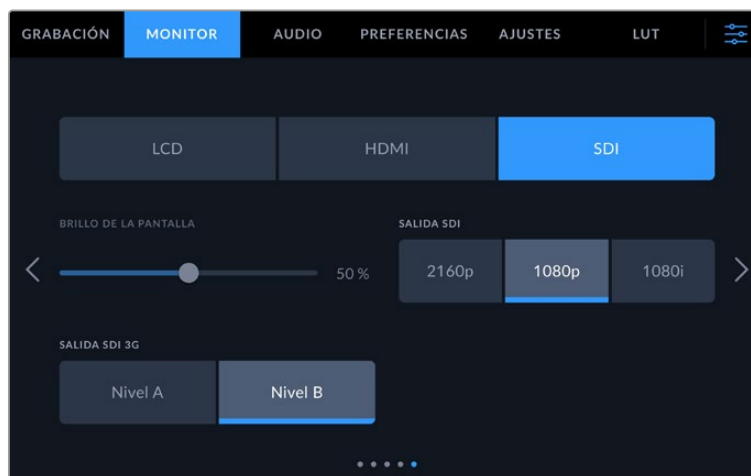 GRABACIÓN MONITOR AUDIO PREFERENCIAS AJUSTES LUT
LCD HDMI SDI
BRILLO DE LA PANTALLA SALIDA SDI
50 % 2160p 1080p 1080i
SALIDA SDI 3G
Nivel A Nivel B